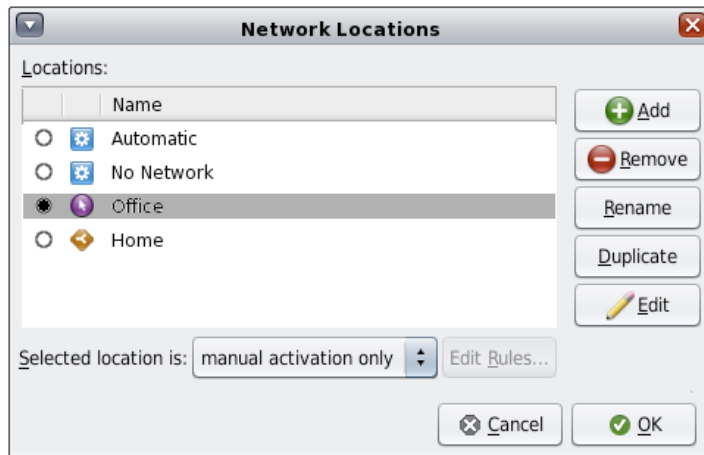 Network Locations
Locations:
Name
Automatic
No Network
Office
Home
Add
Remove
Rename
Duplicate
Edit
Selected location is: manual activation only Edit Rules...
Cancel OK